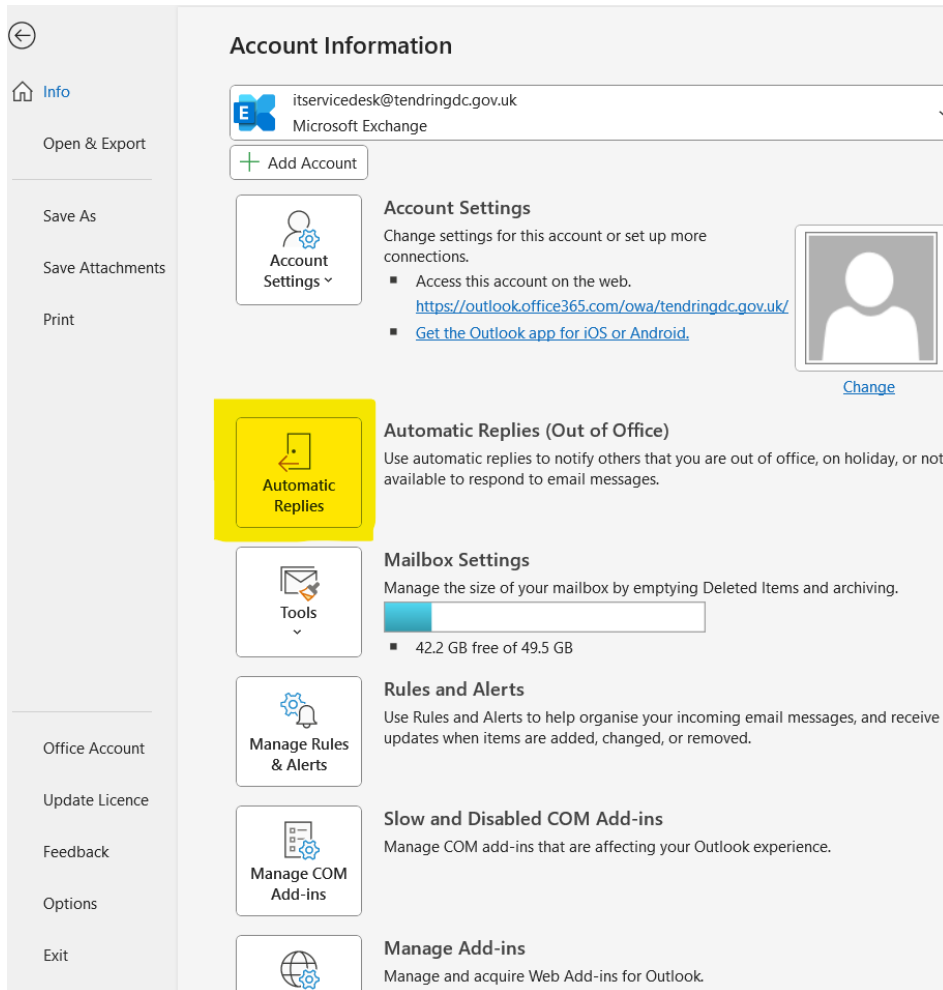 Account Information
Info
Open & Export
Save As
Save Attachments
Print
Office Account
Update Licence
Feedback
Options
Exit
E
itservicedesk@tendringdc.gov.uk
Microsoft Exchange
Add Account
Account
Settings
Account Settings
Change settings for this account or set up more
connections.
Access this account on the web.
https://outlook.office365.com/owa/tendringdc.gov.uk/
Get the Outlook app for iOS or Android.
Change
Automatic
Replies
Automatic Replies (Out of Office)
Use automatic replies to notify others that you are out of office, on holiday, or not
available to respond to email messages.
Tools
Mailbox Settings
Manage the size of your mailbox by emptying Deleted Items and archiving.
42.2 GB free of 49.5 GB
Manage Rules
& Alerts
Rules and Alerts
Use Rules and Alerts to help organise your incoming email messages, and receive
updates when items are added, changed, or removed.
Manage COM
Add-ins
Slow and Disabled COM Add-ins
Manage COM add-ins that are affecting your Outlook experience.
Manage Add-ins
Manage and acquire Web Add-ins for Outlook.